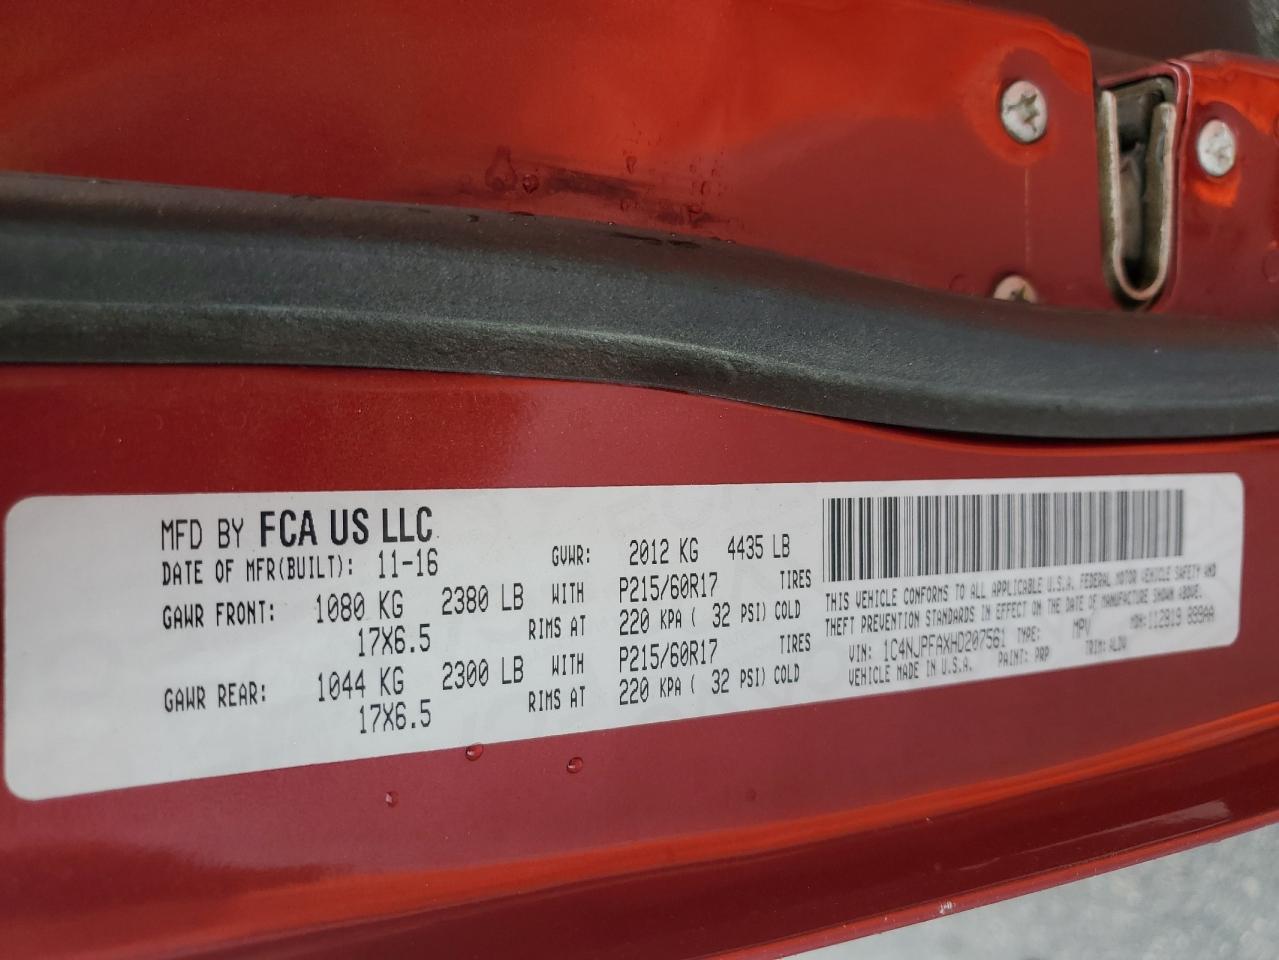 MFD BY FCA US LLC
DATE OF MFR(BUILT): 11-16 GVWR: 2012 KG 4435 LB
GAWR FRONT: 1080 KG 2380 LB WITH P215/60R17 TIRES
17X6.5 RIMS AT 220 KPA ( 32 PSI) COLD
GAWR REAR: 1044 KG 2300 LB WITH P215/60R17 TIRES
17X6.5 RIMS AT 220 KPA ( 32 PSI) COLD
THIS VEHICLE CONFORMS TO ALL APPLICABLE U.S.A. FEDERAL MOTOR VEHICLE SAFETY AND
THEFT PREVENTION STANDARDS IN EFFECT ON THE DATE OF MANUFACTURE SHOWN ABOVE.
VIN: 1C4NJPFAXHD207561 TYPE: MPV MDH: 112819 899AA
VEHICLE MADE IN U.S.A. PAINT: PRP TRIM: